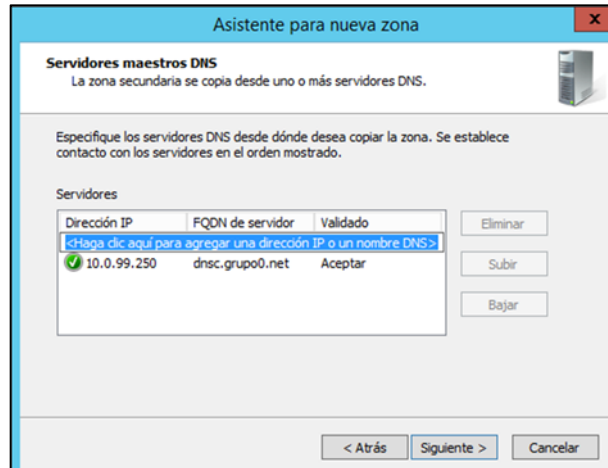 Asistente para nueva zona
x
Servidores maestros DNS
La zona secundaria se copia desde uno o más servidores DNS.
Especifique los servidores DNS desde dónde desea copiar la zona. Se establece
contacto con los servidores en el orden mostrado.
Servidores
Dirección IP FQDN de servidor Validado
<Haga clic aquí para agregar una dirección IP o un nombre DNS>
10.0.99.250 dnsc.grupo0.net Aceptar
Eliminar
Subir
Bajar
< Atrás Siguiente > Cancelar